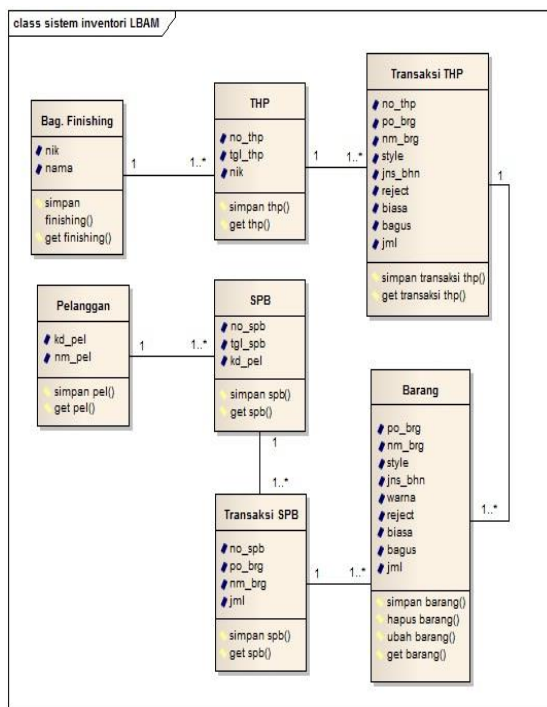 class sistem inventori LBAM
Bag. Finishing
nik
nama
simpan
finishing()
get finishing()
1
1..*
THP
no_thp
tgl_thp
nik
simpan thp()
get thp()
1
1..*
Transaksi THP
no_thp
po_brg
nm_brg
style
jns_bhn
reject
biasa
bagus
jml
simpan transaksi thp()
get transaksi thp()
1
1..*
Pelanggan
kd_pel
nm_pel
simpan pel()
get pel()
1
1..*
SPB
no_spb
tgl_spb
kd_pel
simpan spb()
get spb()
1
1..*
Transaksi SPB
no_spb
po_brg
nm_brg
jml
simpan spb()
get spb()
1
1..*
Barang
po_brg
nm_brg
style
jns_bhn
warna
reject
biasa
bagus
jml
simpan barang()
hapus barang()
ubah barang()
get barang()